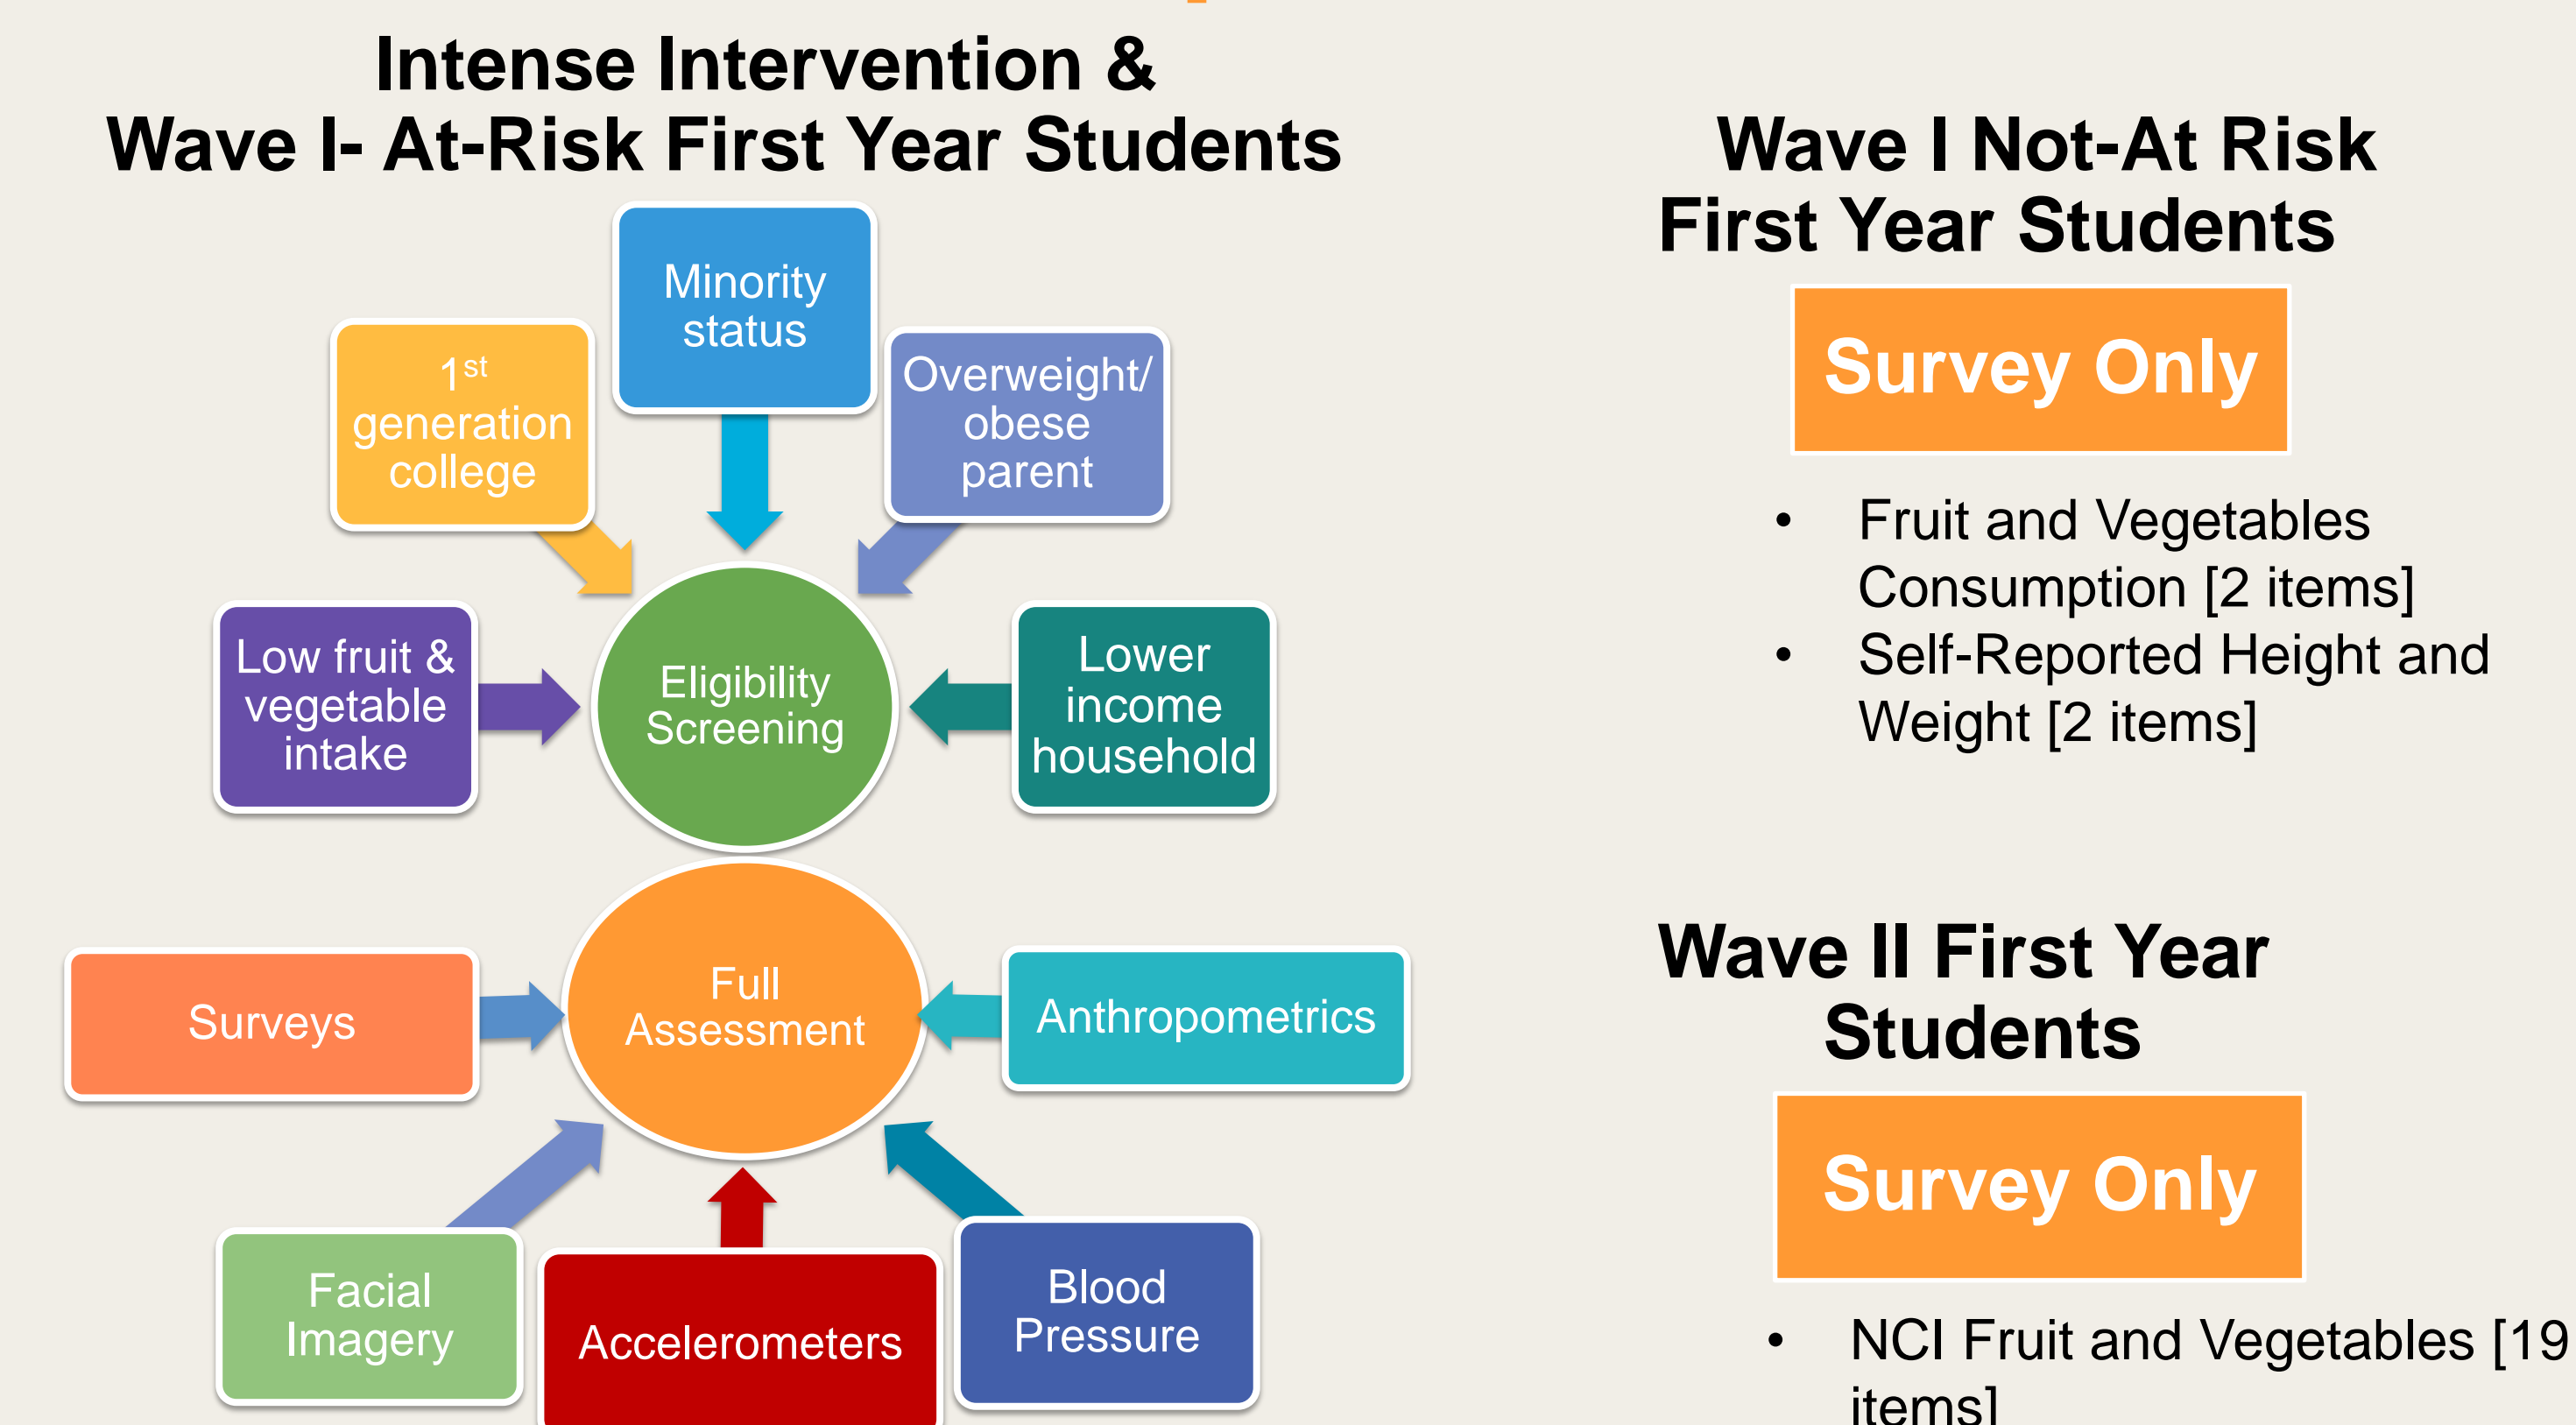 Intense Intervention &
Wave I- At-Risk First Year Students
Minority
status
1st
generation
college
Overweight/
obese
parent
Low fruit &
vegetable
intake
Eligibility
Screening
Lower
income
household
Surveys
Full
Assessment
Anthropometrics
Facial
Imagery
Accelerometers
Blood
Pressure
Wave I Not-At Risk
First Year Students
Survey Only
• Fruit and Vegetables
Consumption [2 items]
• Self-Reported Height and
Weight [2 items]
Wave II First Year
Students
Survey Only
• NCI Fruit and Vegetables [19
items]